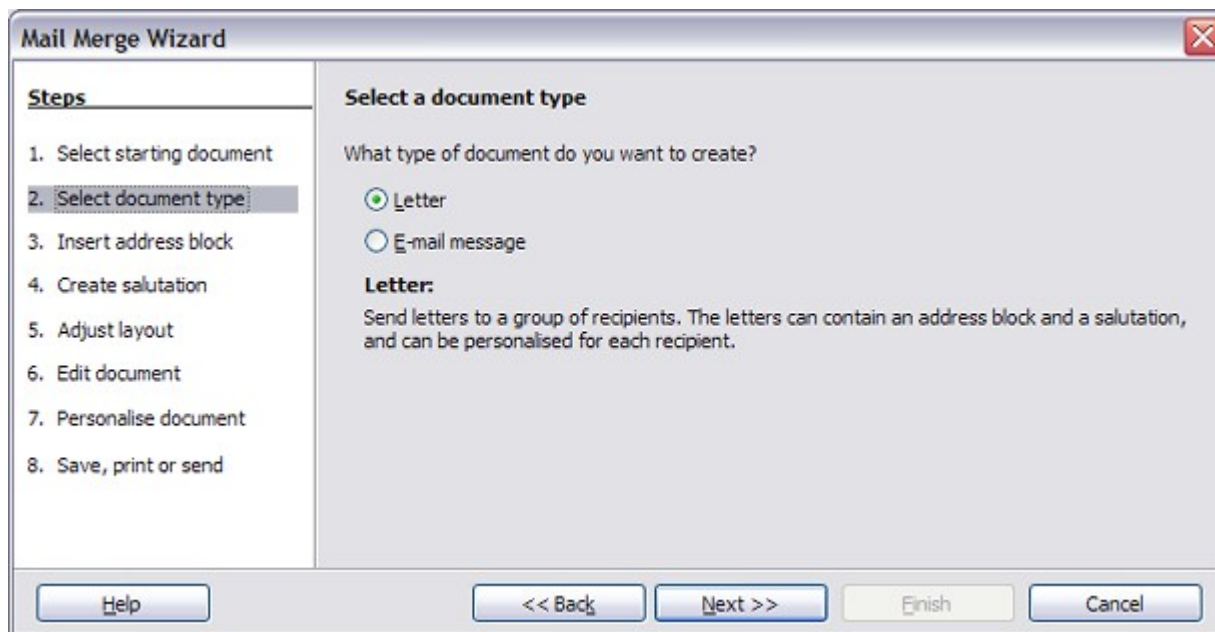 Mail Merge Wizard
Steps
1. Select starting document
2. Select document type
3. Insert address block
4. Create salutation
5. Adjust layout
6. Edit document
7. Personalise document
8. Save, print or send
Select a document type
What type of document do you want to create?
Letter
E-mail message
Letter:
Send letters to a group of recipients. The letters can contain an address block and a salutation,
and can be personalised for each recipient.
Help
<< Back
Next >>
Finish
Cancel